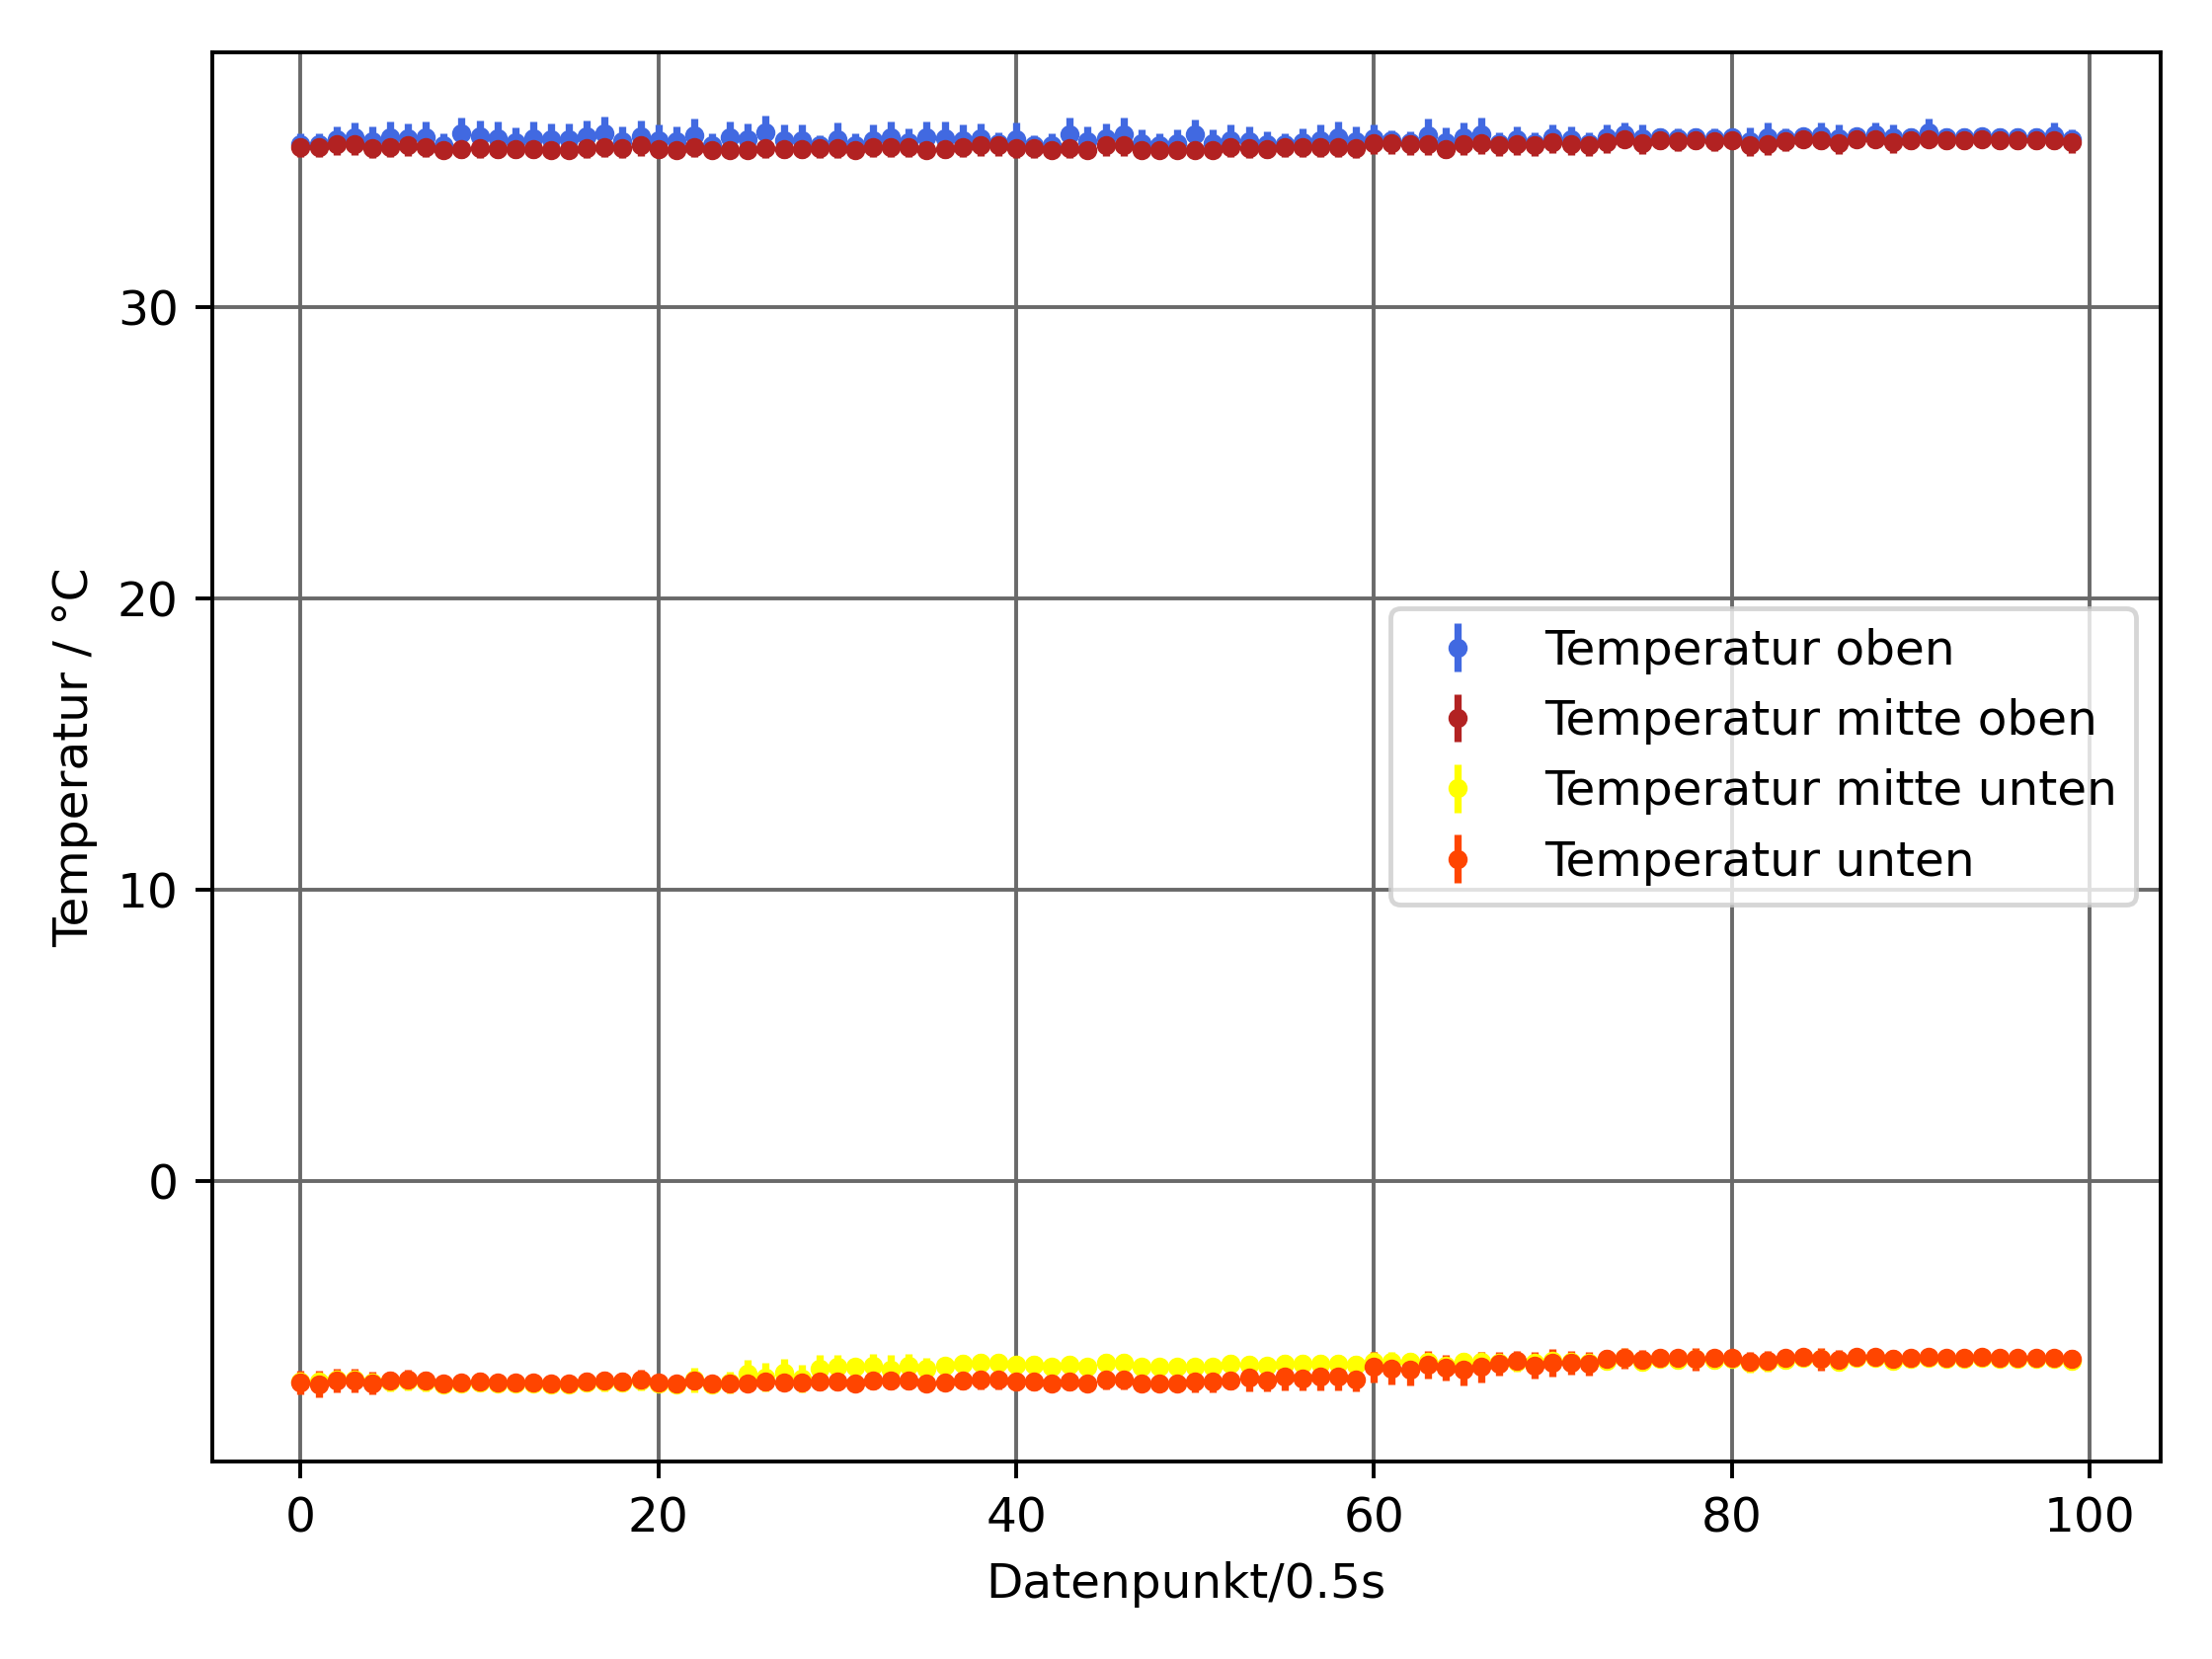 30
20
10
0
Temperatur / °C
Temperatur oben
Temperatur mitte oben
Temperatur mitte unten
Temperatur unten
0 20 40 60 80 100
Datenpunkt/0.5s